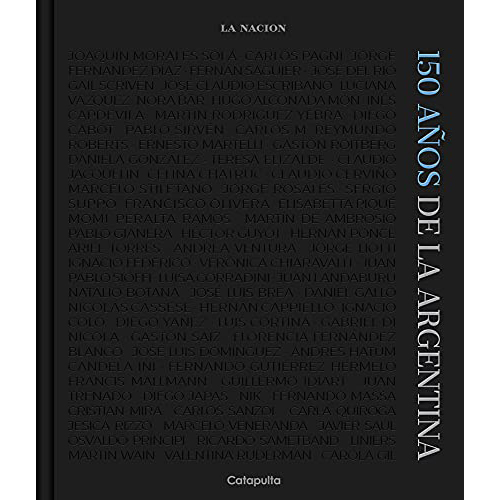 LA NACION
JOAQUÍN MORALES SOLÁ · CARLOS PAGNI · JORGE
FERNÁNDEZ DÍAZ · FERNÁN SAGUIER · JOSÉ DEL RÍO
GAIL SCRIVEN · JOSÉ CLAUDIO ESCRIBANO · LUCIANA
VÁZQUEZ · NORA BÄR · HUGO ALCONADA MON · INÉS
CAPDEVILA · MARTÍN RODRÍGUEZ YEBRA · DIEGO
CABOT · PABLO SIRVÉN · CARLOS M. REYMUNDO
ROBERTS · ERNESTO MARTELLI · GASTÓN ROITBERG
DANIELA GONZÁLEZ · TERESA ELIZALDE · CLAUDIO
JACQUELIN · CELINA CHATRUC · CLAUDIO CERVINO
MARCELO STIFTANO · JORGE ROSALES · SERGIO
SUPPO · FRANCISCO OLIVERA · ELISABETTA PIQUÉ
MOMI PERALTA RAMOS · MARTÍN DE AMBROSIO
PABLO GIANERA · HÉCTOR GUYOT · HERNÁN PONCE
ARIEL TORRES · ANDREA VENTURA · JORGE LIOTTI
IGNACIO FEDERICO · VERÓNICA CHIARAVALLI · JUAN
PABLO SIOFFI · LUISA CORRADINI · JUAN LANDABURU
NATALIO BOTANA · JOSÉ LUIS BREA · DANIEL GALLO
NICOLÁS CASSESE · HERNÁN CAPPIELLO · IGNACIO
COLÓ · DIEGO YAÑEZ · LUIS CORTINA · GABRIEL DI
NICOLA · GASTÓN SAIZ · FLORENCIA FERNÁNDEZ
BLANCO · JOSÉ LUIS DOMÍNGUEZ · ANDRÉS HATUM
CANDELA INI · FERNANDO GUTIÉRREZ · HERMELO
FRANCIS MALLMANN · GUILLERMO IDIART · JUAN
TRENADO · DIEGO JAPAS · NIK · FERNANDO MASSA
CRISTIAN MIRA · CARLOS SANZOL · CARLA QUIROGA
JESICA RIZZO · MARCELO VENERANDA · JAVIER SAUL
OSVALDO PRÍNCIPI · RICARDO SAMETBAND · LINIERS
MARTÍN WAIN · VALENTINA RUDERMAN · CAROLA GIL
150 AÑOS DE LA ARGENTINA
Catapulta